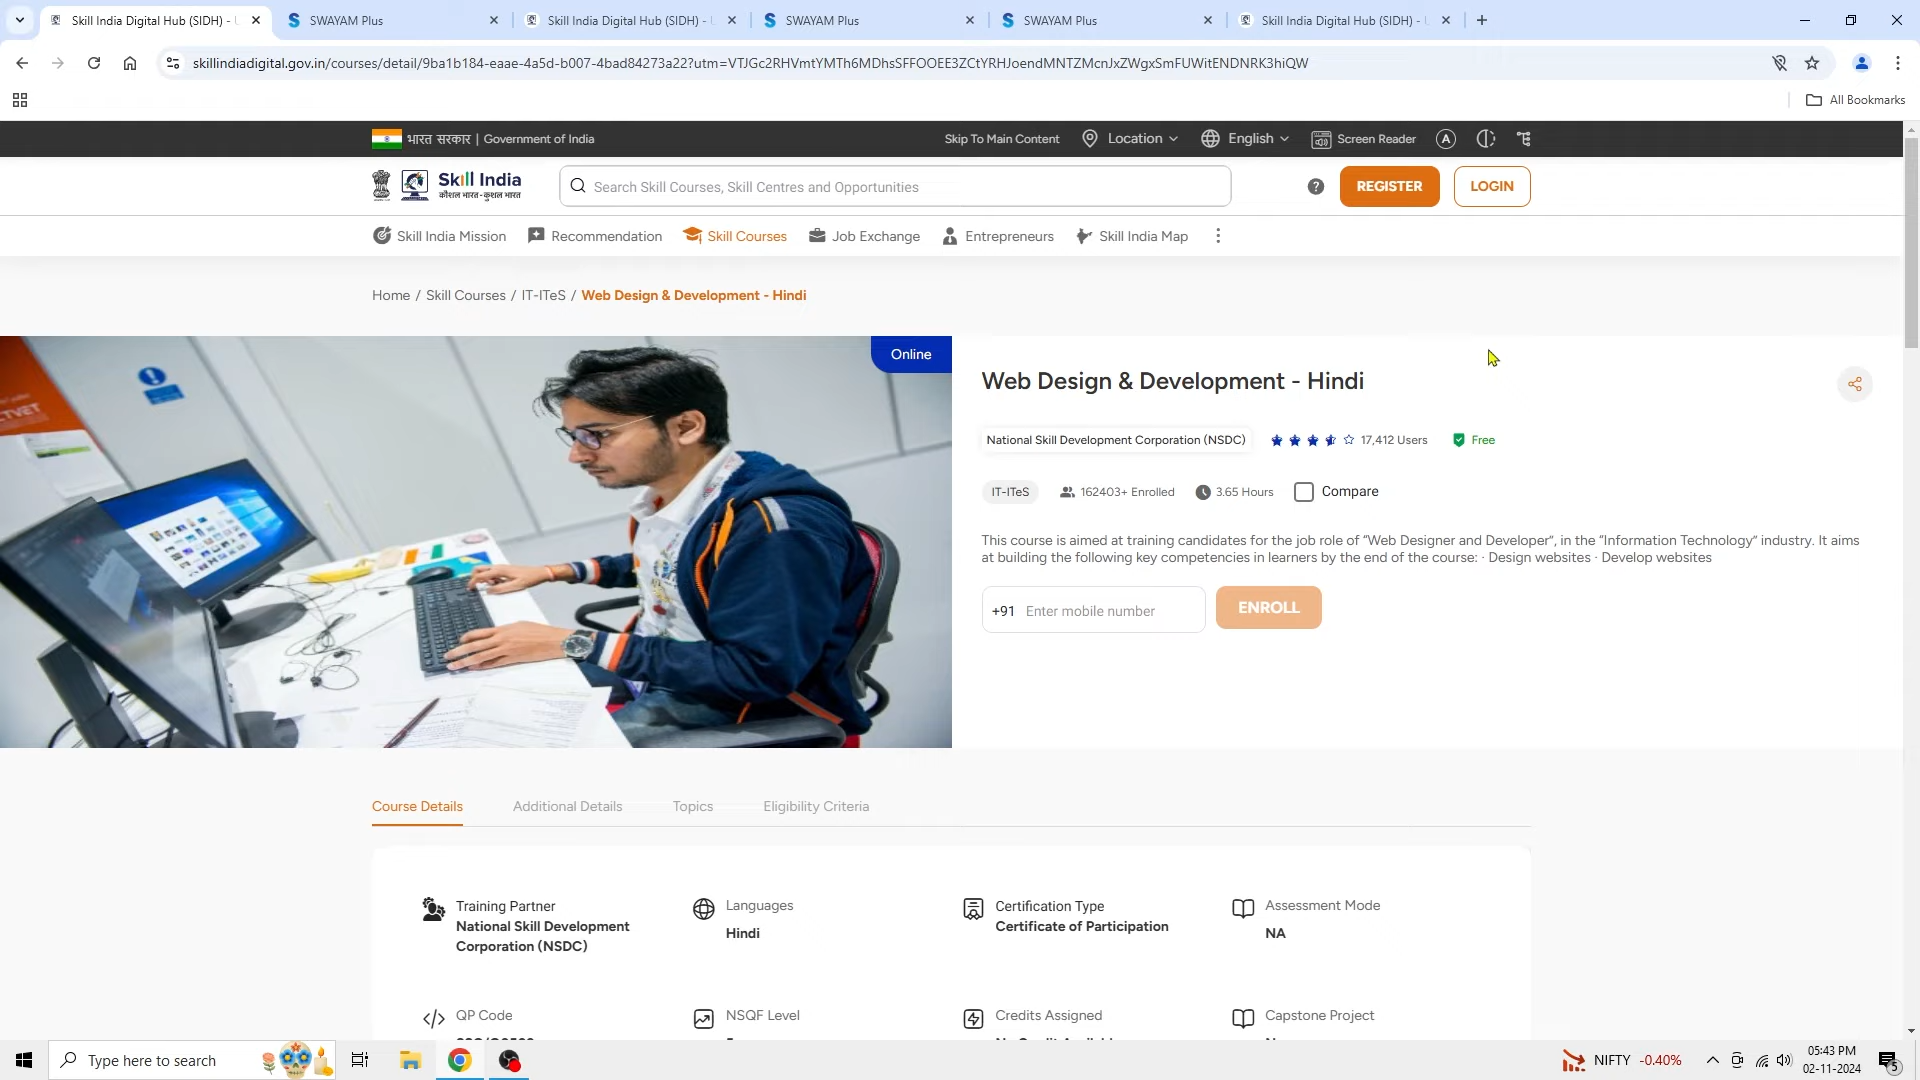 Skill India Digital Hub (SIDH) -
SWAYAM Plus
Skill India Digital Hub (SIDH) -
SWAYAM Plus
SWAYAM Plus
Skill India Digital Hub (SIDH) -
skillindiadigital.gov.in/courses/detail/9ba1b184-eaae-4a5d-b007-4bad84273a22?utm=VTJGc2RHVmtYMTh6MDhsSFFOOEE3ZCtYRHJoendMNTZMcnJxZWgxSmFUWitENDNRK3hiQW
All Bookmarks
भारत सरकार | Government of India
Skip To Main Content
Location
English
Screen Reader
A
Skill India
कौशल भारत-कुशल भारत
Search Skill Courses, Skill Centres and Opportunities
?
REGISTER
LOGIN
Skill India Mission
Recommendation
Skill Courses
Job Exchange
Entrepreneurs
Skill India Map
Home / Skill Courses / IT-ITeS / Web Design & Development - Hindi
Online
Web Design & Development - Hindi
National Skill Development Corporation (NSDC)
17,412 Users
Free
IT-ITeS
162403+ Enrolled
3.65 Hours
Compare
This course is aimed at training candidates for the job role of “Web Designer and Developer”, in the “Information Technology” industry. It aims
at building the following key competencies in learners by the end of the course: · Design websites · Develop websites
+91 Enter mobile number
ENROLL
Course Details
Additional Details
Topics
Eligibility Criteria
Training Partner
National Skill Development
Corporation (NSDC)
Languages
Hindi
Certification Type
Certificate of Participation
Assessment Mode
NA
QP Code
NSQF Level
Credits Assigned
Capstone Project
Type here to search
NIFTY -0.40%
05:43 PM
02-11-2024
5